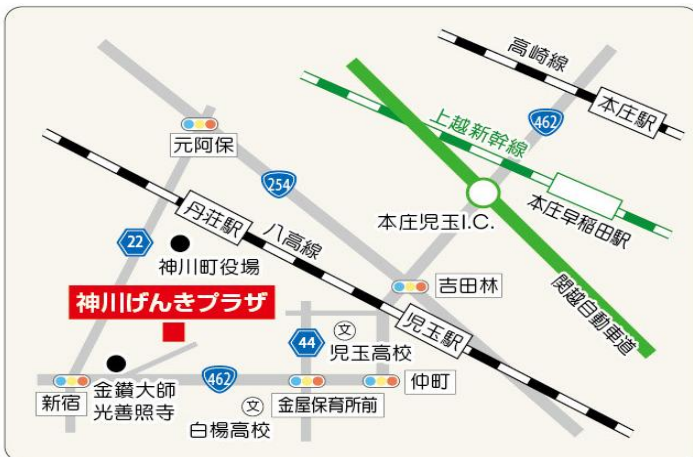 高崎線
本庄駅
462
上越新幹線
元阿保
254
本庄早稲田駅
丹荘駅
本庄児玉I.C.
22
八高線
神川町役場
吉田林
関越自動車道
神川げんきプラザ
児玉駅
44
文
児玉高校
462
新宿
金鑚大師
光善照寺
文
白楊高校
金屋保育所前
仲町